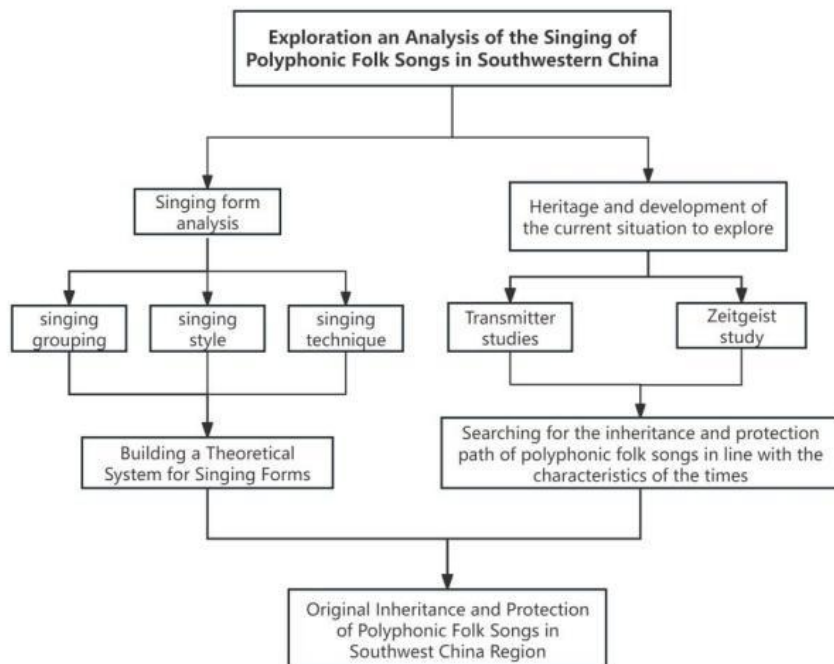 Exploration an Analysis of the Singing of
Polyphonic Folk Songs in Southwestern China
Singing form
analysis
Heritage and development of
the current situation to explore
singing
grouping
singing
style
singing
technique
Transmitter
studies
Zeitgeist
study
Building a Theoretical
System for Singing Forms
Searching for the inheritance and protection
path of polyphonic folk songs in line with the
characteristics of the times
Original Inheritance and Protection
of Polyphonic Folk Songs in
Southwest China Region